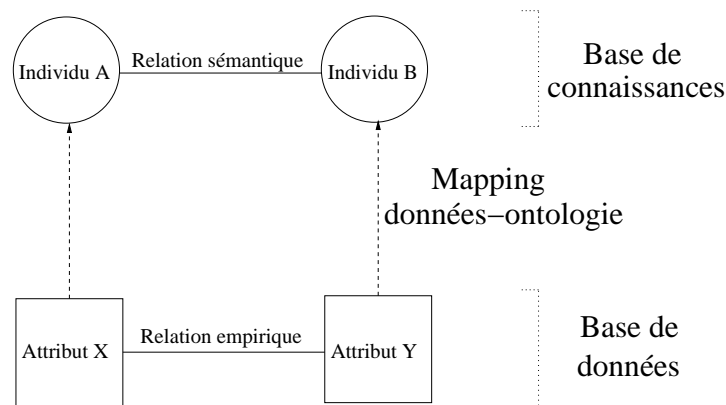 Individu A
Relation sémantique
Individu B
Base de
connaissances
Mapping
données−ontologie
Attribut X
Relation empirique
Attribut Y
Base de
données